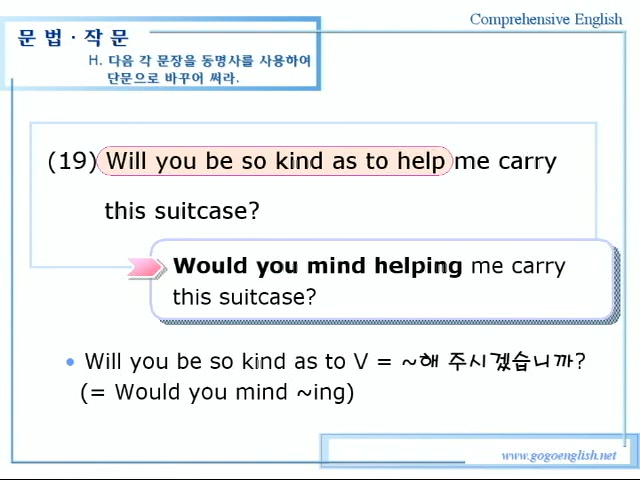 Comprehensive English
문 법 · 작 문
H. 다음 각 문장을 동명사를 사용하여
단문으로 바꾸어 써라.
(19) Will you be so kind as to help me carry
this suitcase?
Would you mind helping me carry
this suitcase?
• Will you be so kind as to V = ~해 주시겠습니까?
(= Would you mind ~ing)
www.gogoenglish.net